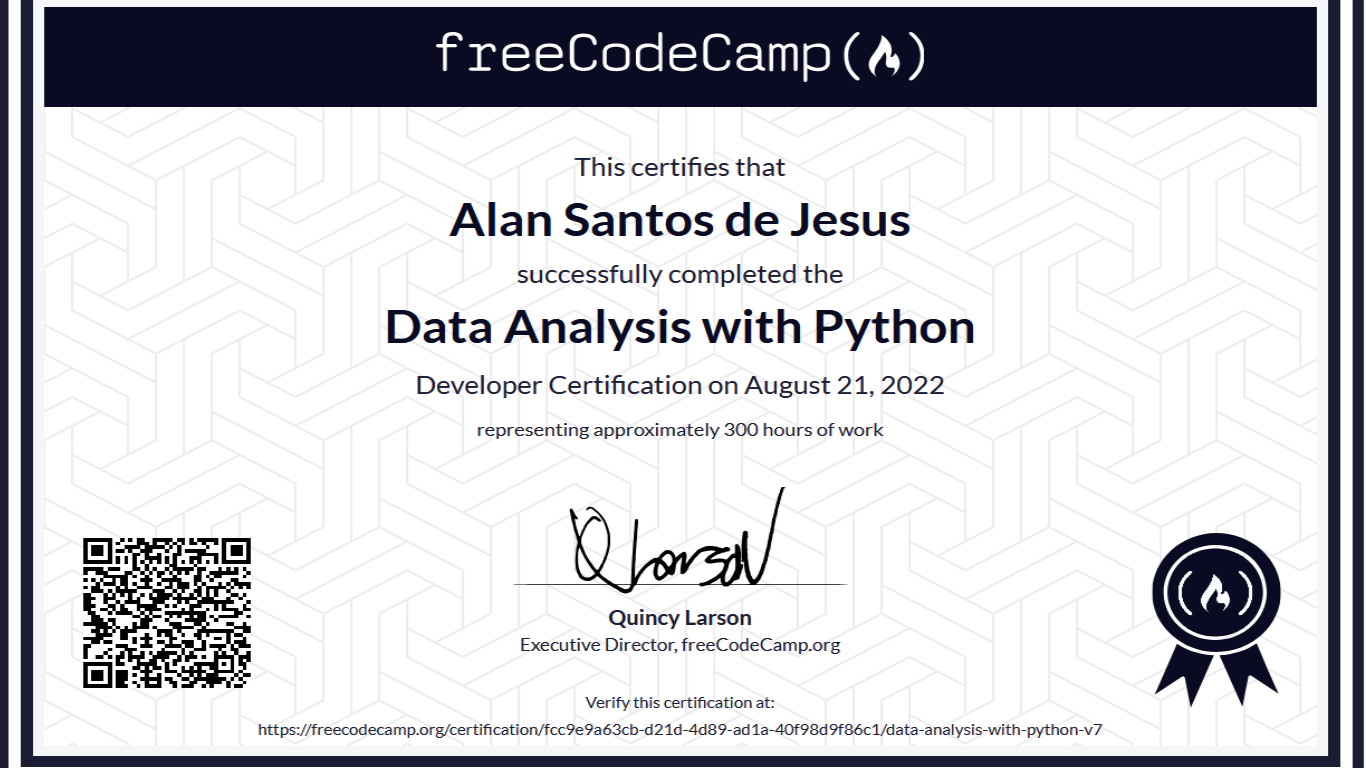 freeCodeCamp(🔥)
This certifies that
Alan Santos de Jesus
successfully completed the
Data Analysis with Python
Developer Certification on August 21, 2022
representing approximately 300 hours of work
QLarson
Quincy Larson
Executive Director, freeCodeCamp.org
Verify this certification at:
https://freecodecamp.org/certification/fcc9e9a63cb-d21d-4d89-ad1a-40f98d9f86c1/data-analysis-with-python-v7